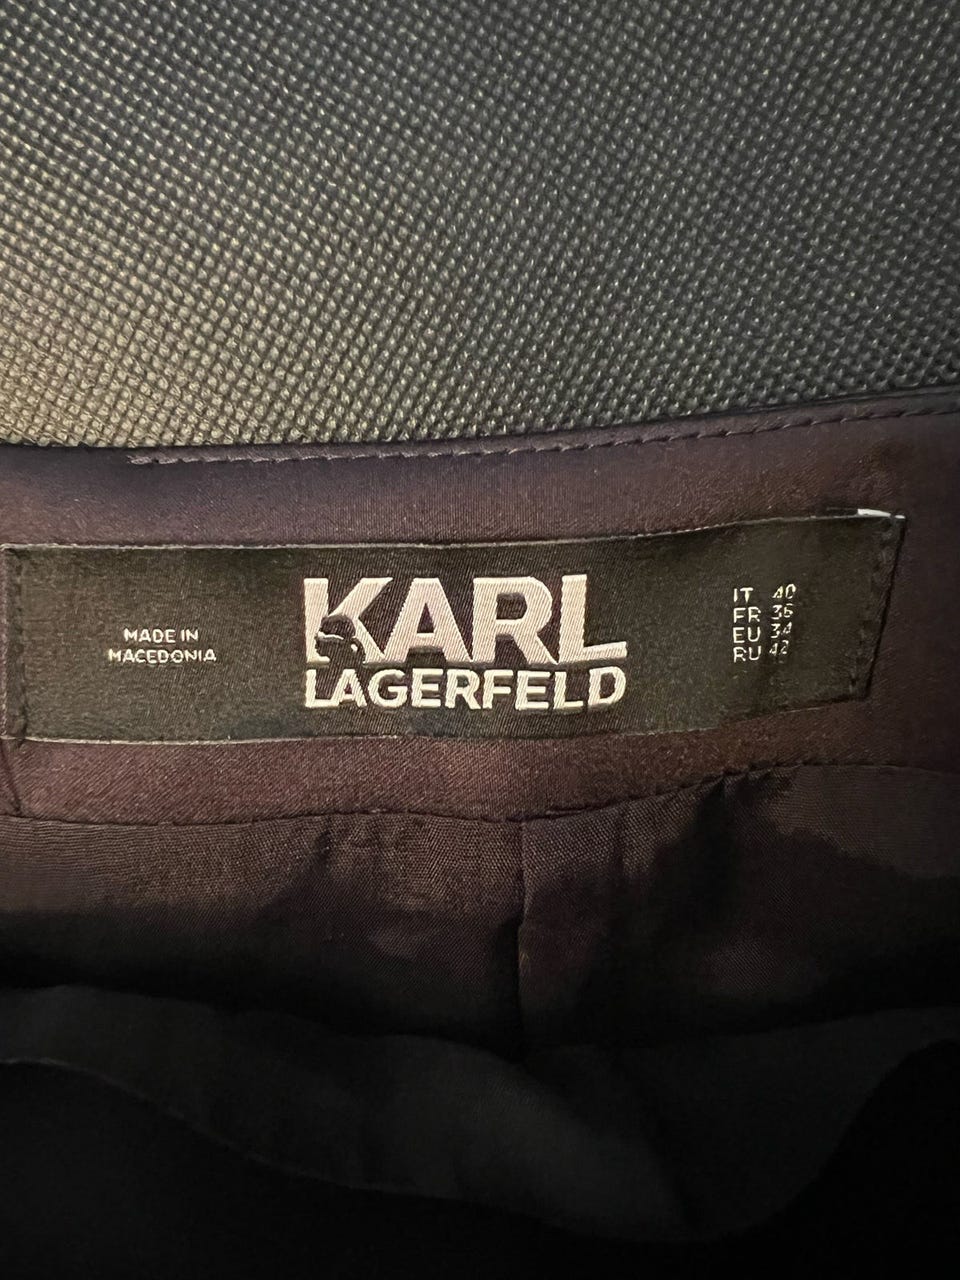 MADE IN
MACEDONIA
KARL
LAGERFELD
IT 40
FR 36
EU 34
RU 42